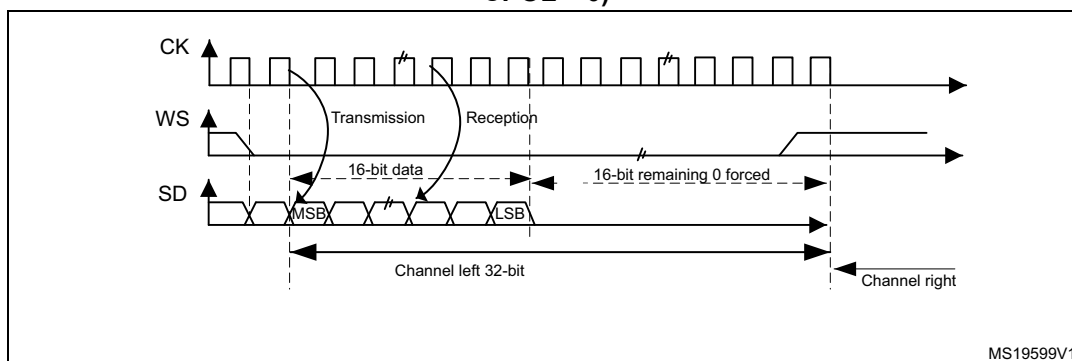 CK
Transmission
Reception
WS
16-bit data
16-bit remaining 0 forced
SD
MSB
LSB
Channel left 32-bit
Channel right
MS19599V1